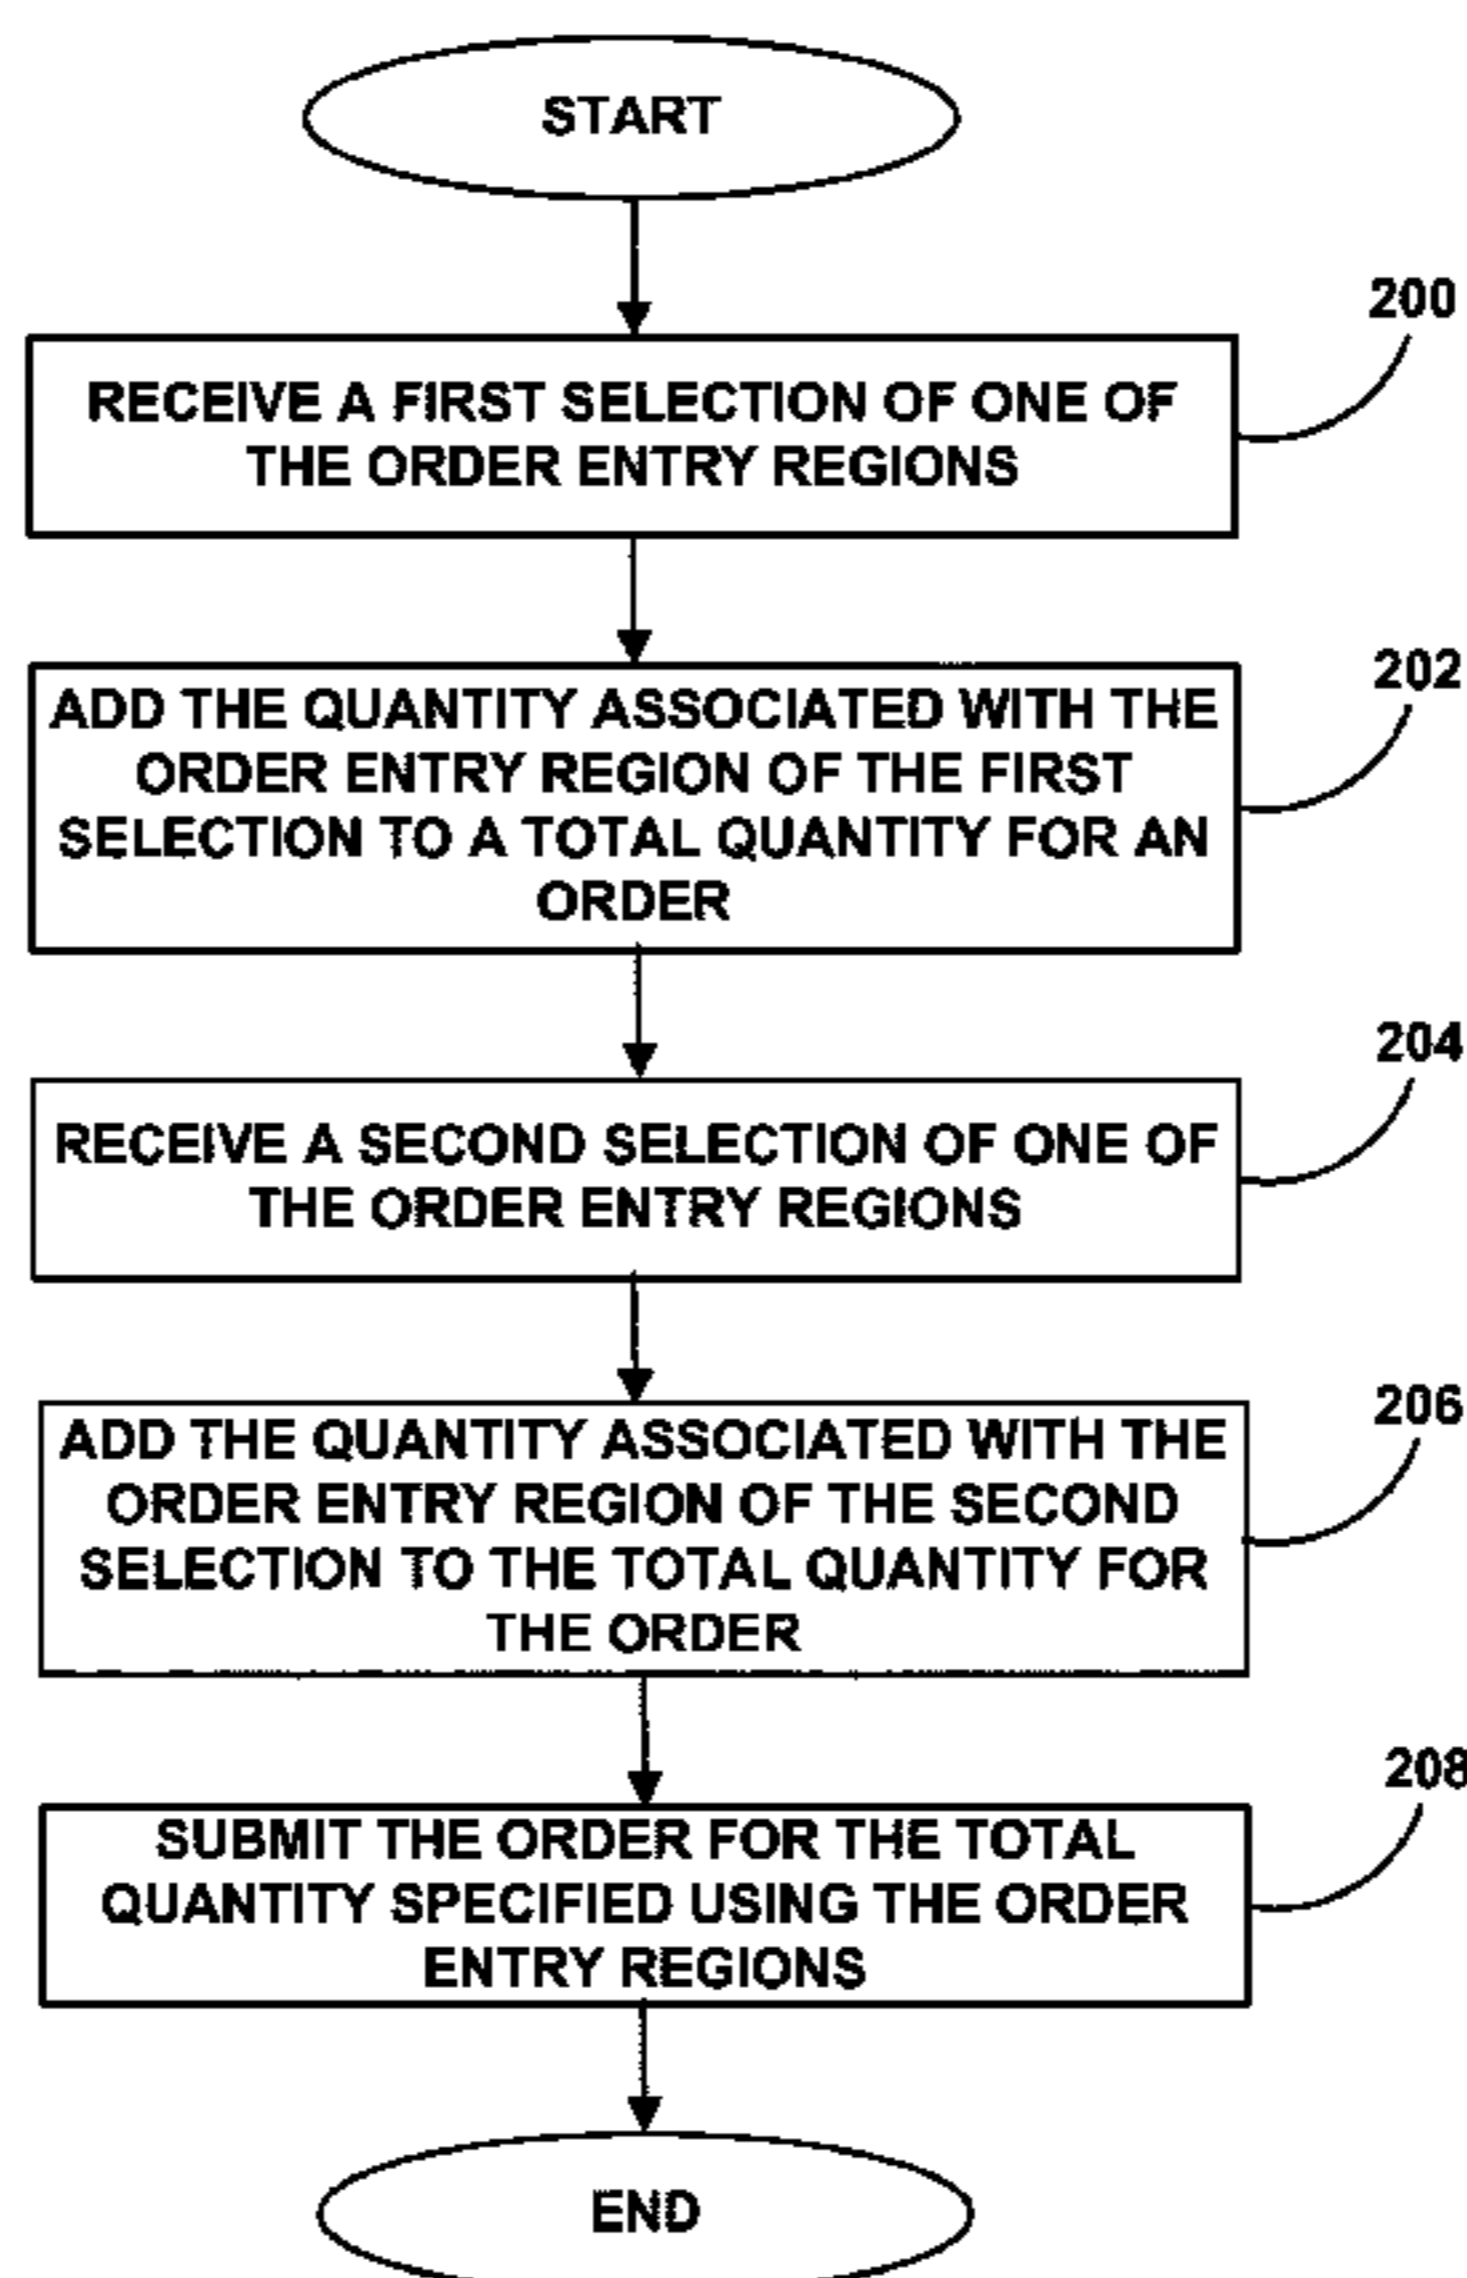 START
200
RECEIVE A FIRST SELECTION OF ONE OF
THE ORDER ENTRY REGIONS
202
ADD THE QUANTITY ASSOCIATED WITH THE
ORDER ENTRY REGION OF THE FIRST
SELECTION TO A TOTAL QUANTITY FOR AN
ORDER
204
RECEIVE A SECOND SELECTION OF ONE OF
THE ORDER ENTRY REGIONS
206
ADD THE QUANTITY ASSOCIATED WITH THE
ORDER ENTRY REGION OF THE SECOND
SELECTION TO THE TOTAL QUANTITY FOR
THE ORDER
208
SUBMIT THE ORDER FOR THE TOTAL
QUANTITY SPECIFIED USING THE ORDER
ENTRY REGIONS
END